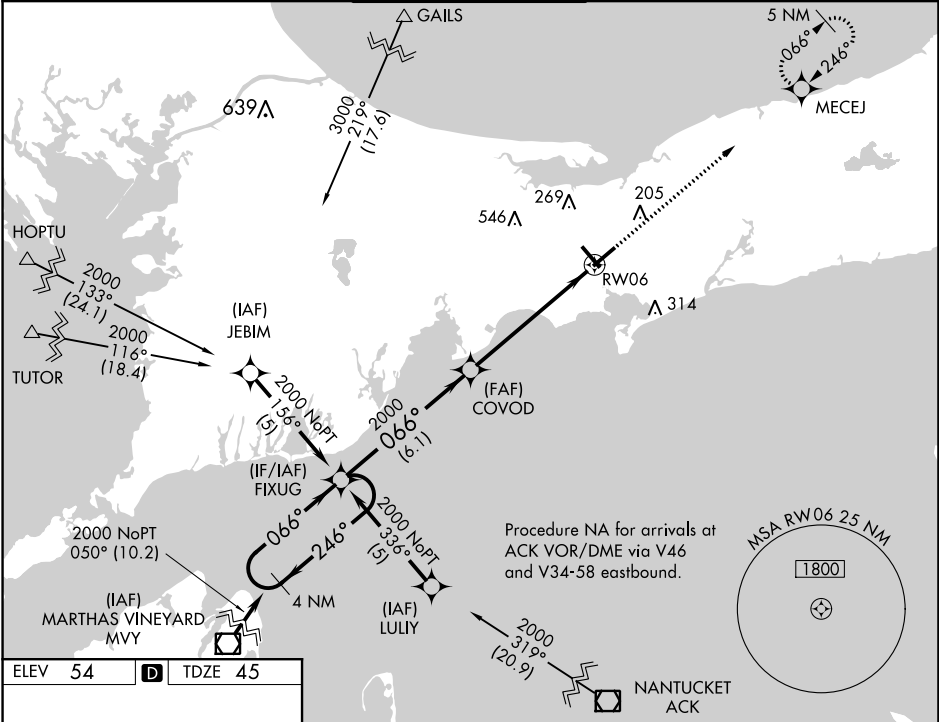 GAILS
5 NM
066°
246°
MECEJ
639
3000
219°
(17.6)
269
205
546
HOPTU
2000
133°
(24.1)
RW06
314
(IAF)
JEBIM
2000
116°
(18.4)
TUTOR
2000 NoPT
156°
(5)
(FAF)
COVOD
2000
066°
(6.1)
(IF/IAF)
FIXUG
066°
246°
2000 NoPT
336°
(5)
2000 NoPT
050° (10.2)
Procedure NA for arrivals at
ACK VOR/DME via V46
and V34-58 eastbound.
MSA RW06 25 NM
1800
(IAF)
MARTHAS VINEYARD
MVY
4 NM
(IAF)
LULIY
2000
319°
(20.9)
NANTUCKET
ACK
ELEV 54 D TDZE 45